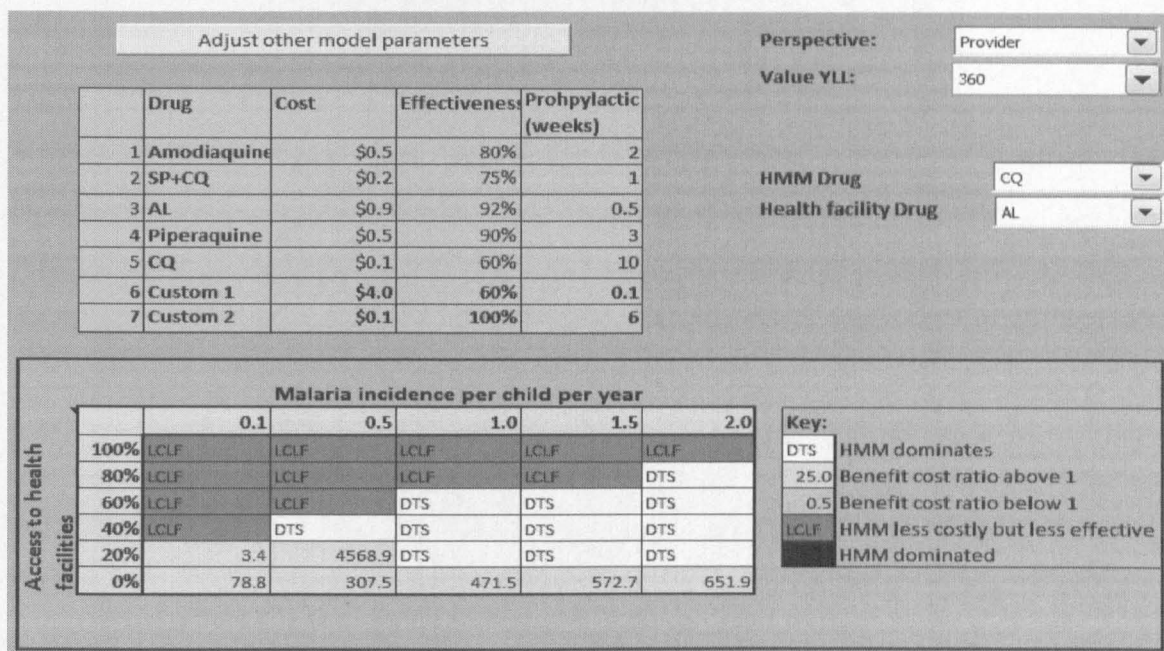 Adjust other model parameters
Perspective: Provider
Value YLL: 360
Drug Cost Effectiveness Prohpylactic (weeks)
1 Amodiaquine $0.5 80% 2
2 SP+CQ $0.2 75% 1
3 AL $0.9 92% 0.5
4 Piperaquine $0.5 90% 3
5 CQ $0.1 60% 10
6 Custom 1 $4.0 60% 0.1
7 Custom 2 $0.1 100% 6
HMM Drug CQ
Health facility Drug AL
Malaria incidence per child per year
0.1 0.5 1.0 1.5 2.0
Access to health facilities
100% LCLF LCLF LCLF LCLF LCLF
80% LCLF LCLF LCLF LCLF DTS
60% LCLF LCLF DTS DTS DTS
40% LCLF DTS DTS DTS DTS
20% 3.4 4568.9 DTS DTS DTS
0% 78.8 307.5 471.5 572.7 651.9
Key:
DTS HMM dominates
25.0 Benefit cost ratio above 1
0.5 Benefit cost ratio below 1
LCLF HMM less costly but less effective
HMM dominated